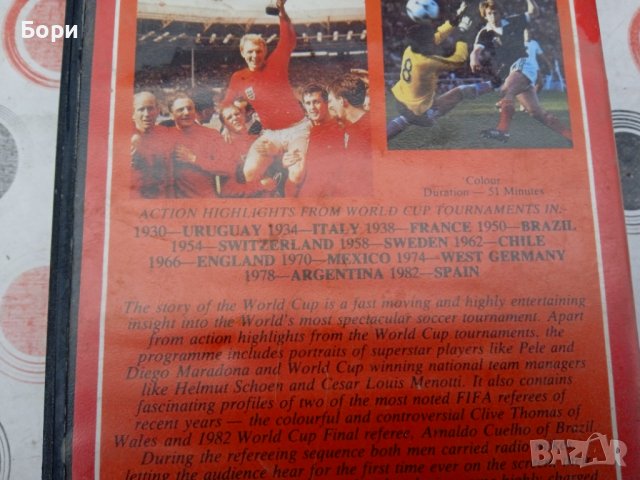 Бори
8
'Colour
Duration — 51 Minutes
ACTION HIGHLIGHTS FROM WORLD CUP TOURNAMENTS IN:-
1930—URUGUAY 1934—ITALY 1938—FRANCE 1950—BRAZIL
1954—SWITZERLAND 1958—SWEDEN 1962—CHILE
1966—ENGLAND 1970—MEXICO 1974—WEST GERMANY
1978—ARGENTINA 1982—SPAIN
The story of the World Cup is a fast moving and highly entertaining
insight into the World's most spectacular soccer tournament. Apart
from action highlights from the World Cup tournaments, the
programme includes portraits of superstar players like Pele and
Diego Maradona and World Cup winning national team managers
like Helmut Schoen and Cesar Louis Menotti. It also contains
fascinating profiles of two of the most noted FIFA referees of
recent years — the colourful and controversial Clive Thomas of
Wales and 1982 World Cup Final referee, Arnaldo Cuelho of Brazil.
During the refereeing sequence both men carried radio
letting the audience hear for the first time ever on the screen
highly charged
BAZAR